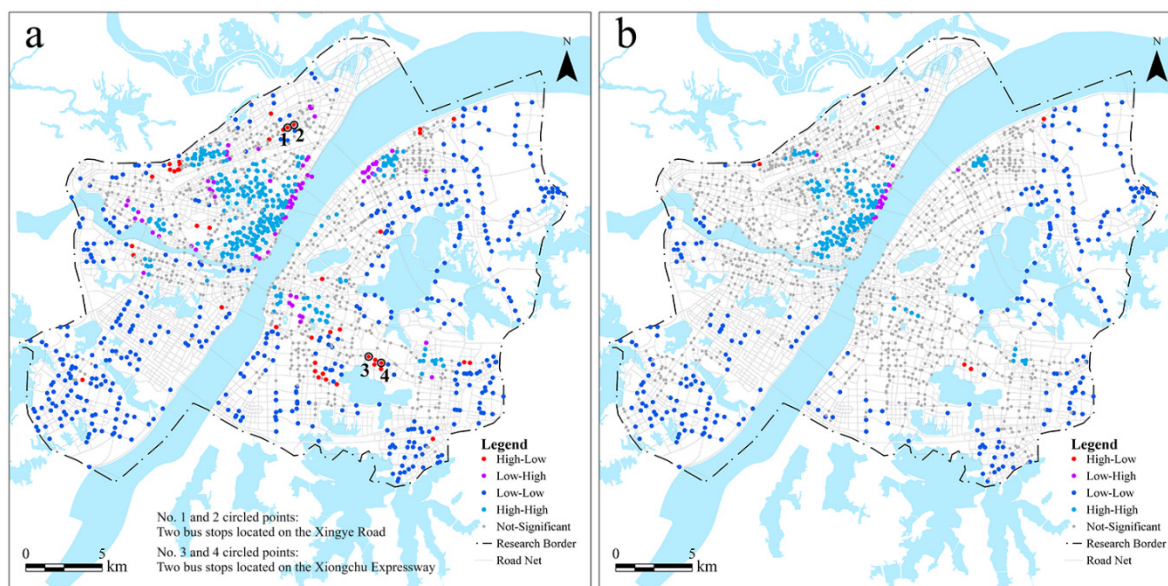 a
N
1 2
3
4
Legend
High-Low
Low-High
Low-Low
High-High
Not-Significant
Research Border
Road Net
No. 1 and 2 circled points:
Two bus stops located on the Xingye Road
No. 3 and 4 circled points:
Two bus stops located on the Xiongchu Expressway
0 5
km
b
N
Legend
High-Low
Low-High
Low-Low
High-High
Not-Significant
Research Border
Road Net
0 5
km